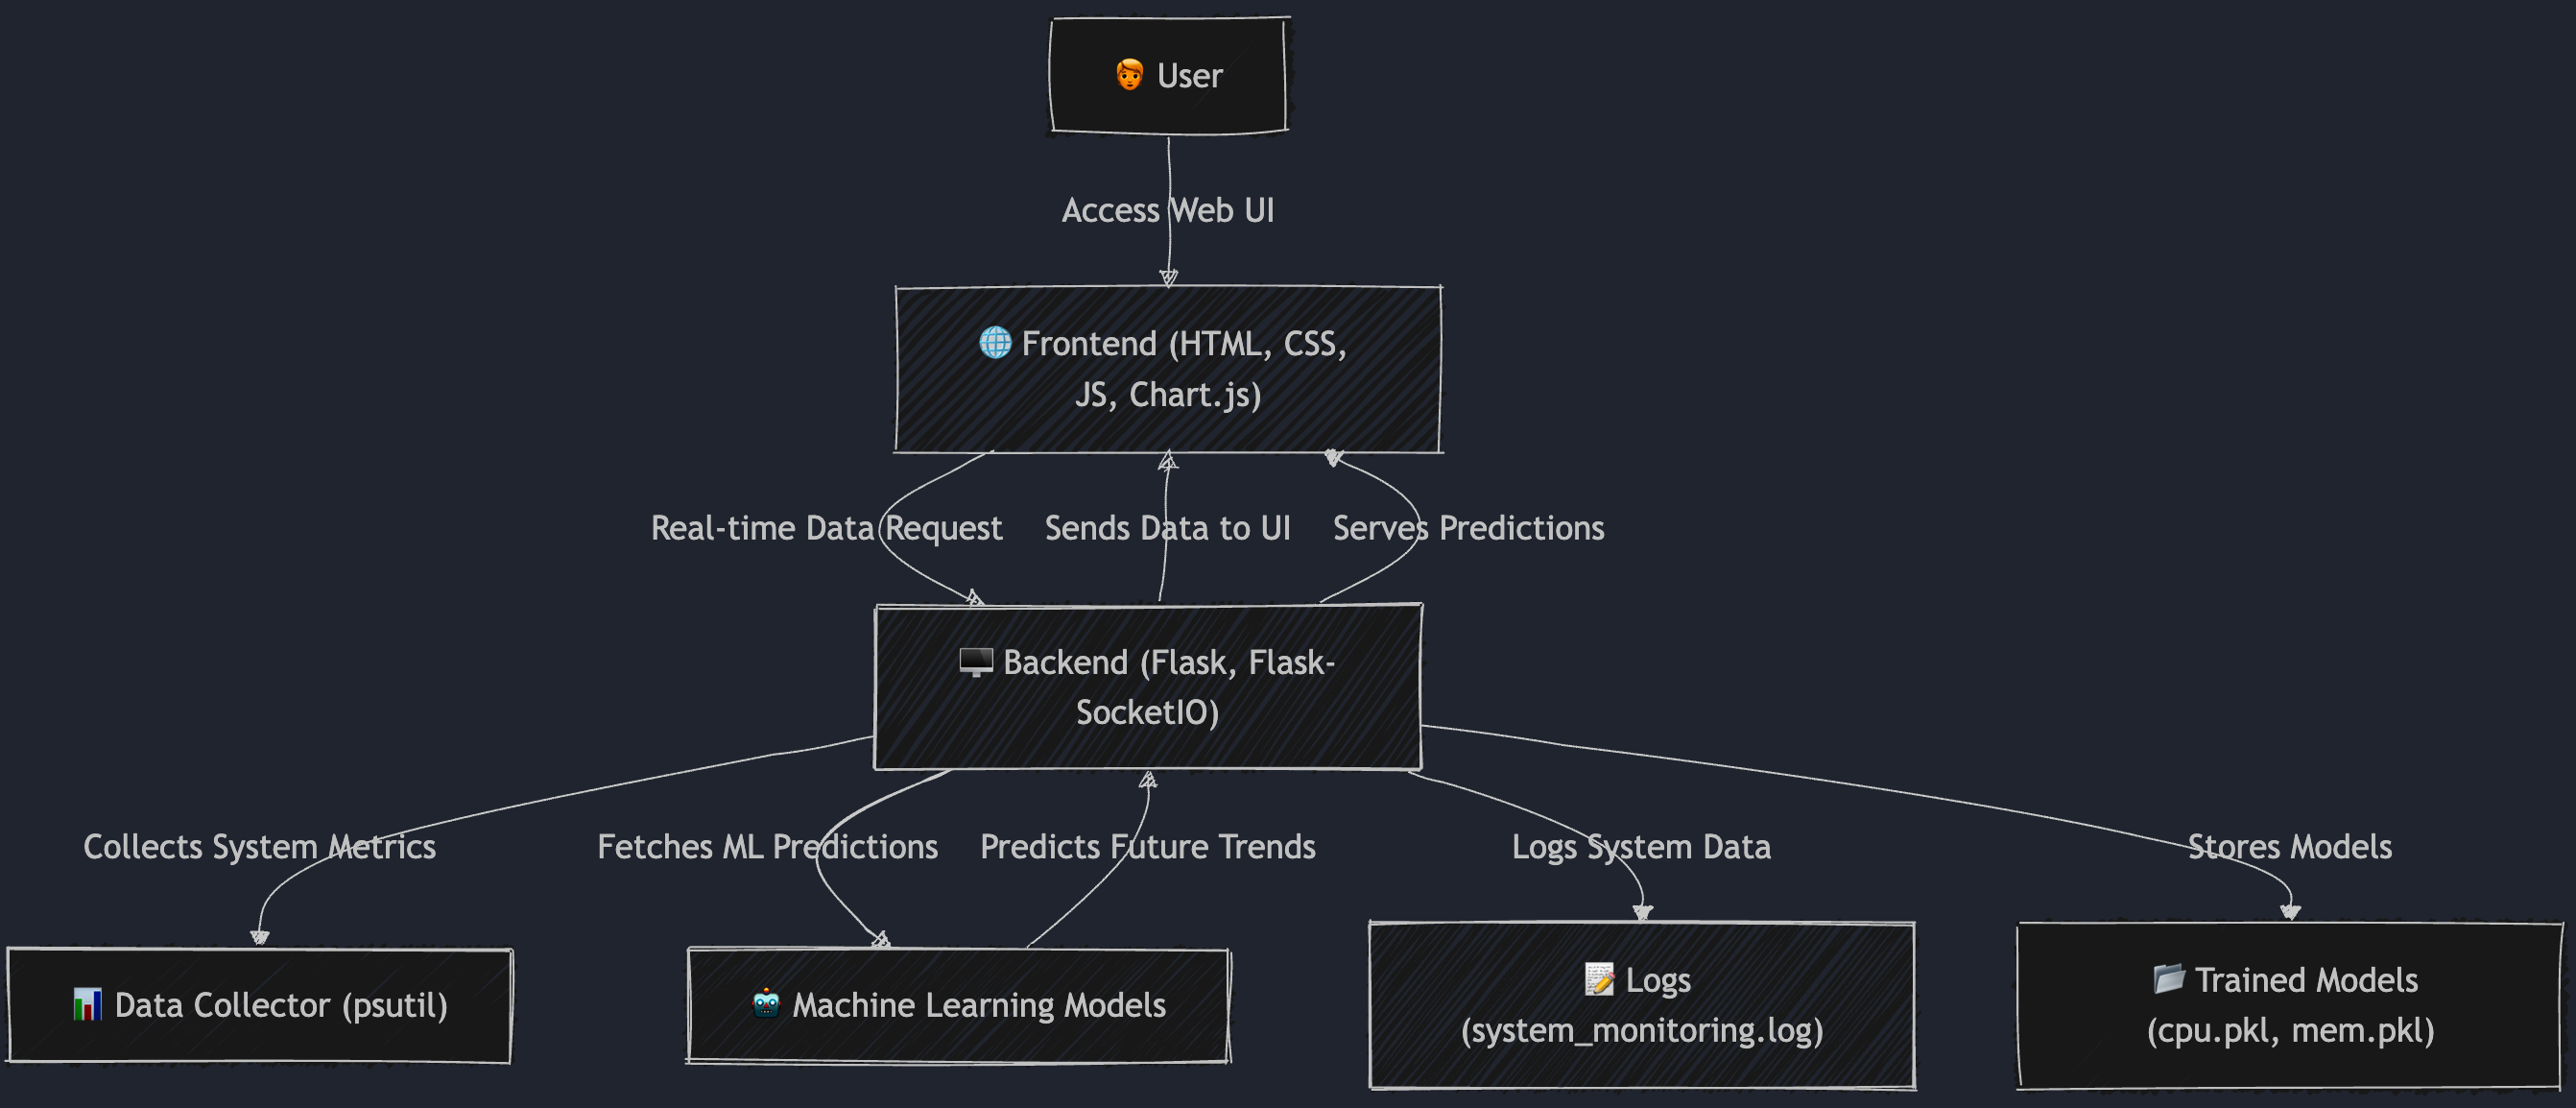 User
Access Web UI
Frontend (HTML, CSS,
JS, Chart.js)
Real-time Data Request
Sends Data to UI
Serves Predictions
Backend (Flask, Flask-
SocketIO)
Collects System Metrics
Fetches ML Predictions
Predicts Future Trends
Logs System Data
Stores Models
Data Collector (psutil)
Machine Learning Models
Logs
(system_monitoring.log)
Trained Models
(cpu.pkl, mem.pkl)